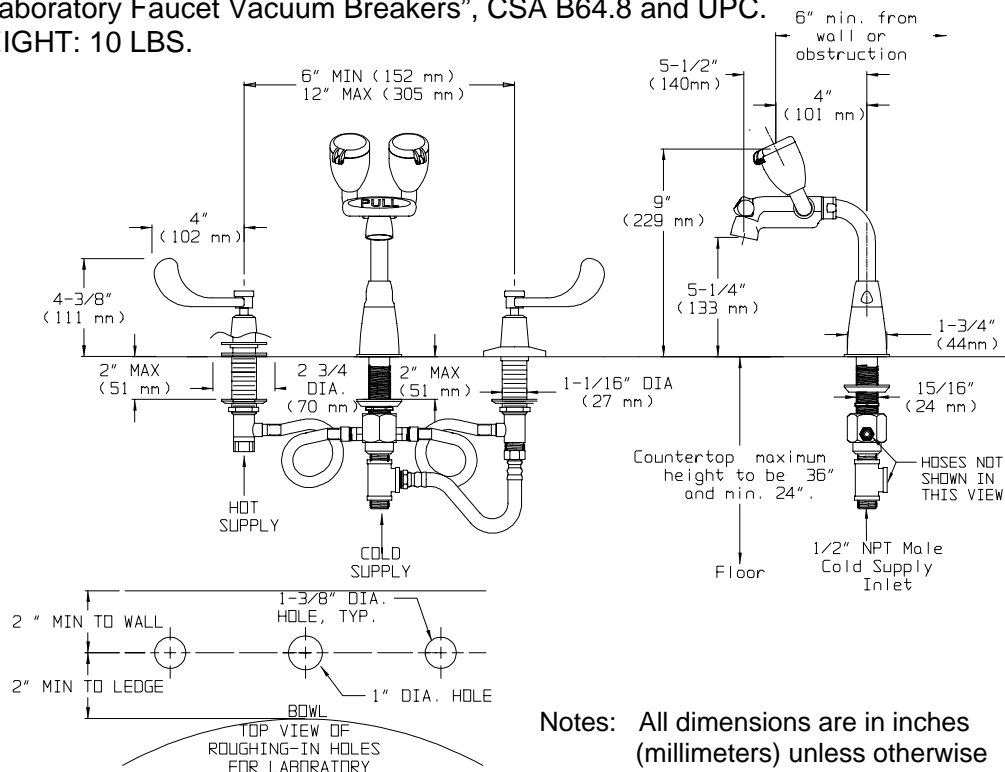 aboratory Faucet Vacuum Breakers", CSA B64.8 and UPC.
EIGHT: 10 LBS.
6" min. from
wall or
obstruction
5-1/2"
(140mm)
4"
(101 mm)
6" MIN (152 mm)
12" MAX (305 mm)
PULL
4"
(102 mm)
9"
(229 mm)
4-3/8"
(111 mm)
5-1/4"
(133 mm)
1-3/4"
(44mm)
2" MAX
(51 mm)
2 3/4
DIA.
(70 mm)
2" MAX
(51 mm)
1-1/16" DIA
(27 mm)
15/16"
(24 mm)
Countertop maximum
height to be 36"
and min. 24".
HOSES NOT
SHOWN IN
THIS VIEW
HOT
SUPPLY
COLD
SUPPLY
Floor
1/2" NPT Male
Cold Supply
Inlet
1-3/8" DIA.
HOLE, TYP.
2 " MIN TO WALL
2" MIN TO LEDGE
1" DIA. HOLE
BOWL
TOP VIEW OF
ROUGHING-IN HOLES
FOR LABORATORY
Notes: All dimensions are in inches
(millimeters) unless otherwise